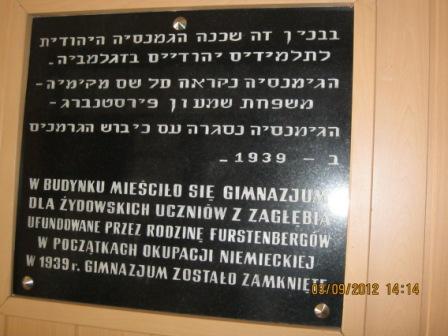 בבנין זה שכנה הגמנסיה היהודית
לתלמידים יהודיים בזגלמביה.
הגימנסיה נקראה על שם מקימיה-
משפחת שמעון פירסטנברג-
הגימנסיה נסגרה עם כיבוש הגרמנים
ב - 1939 -
W BUDYNKU MIEŚCIŁO SIĘ GIMNAZJUM
DLA ŻYDOWSKICH UCZNIÓW Z ZAGŁĘBIA
UFUNDOWANE PRZEZ RODZINĘ FURSTENBERGÓW
W POCZĄTKACH OKUPACJI NIEMIECKIEJ
W 1939 r. GIMNAZJUM ZOSTAŁO ZAMKNIĘTE
03/09/2012 14:14